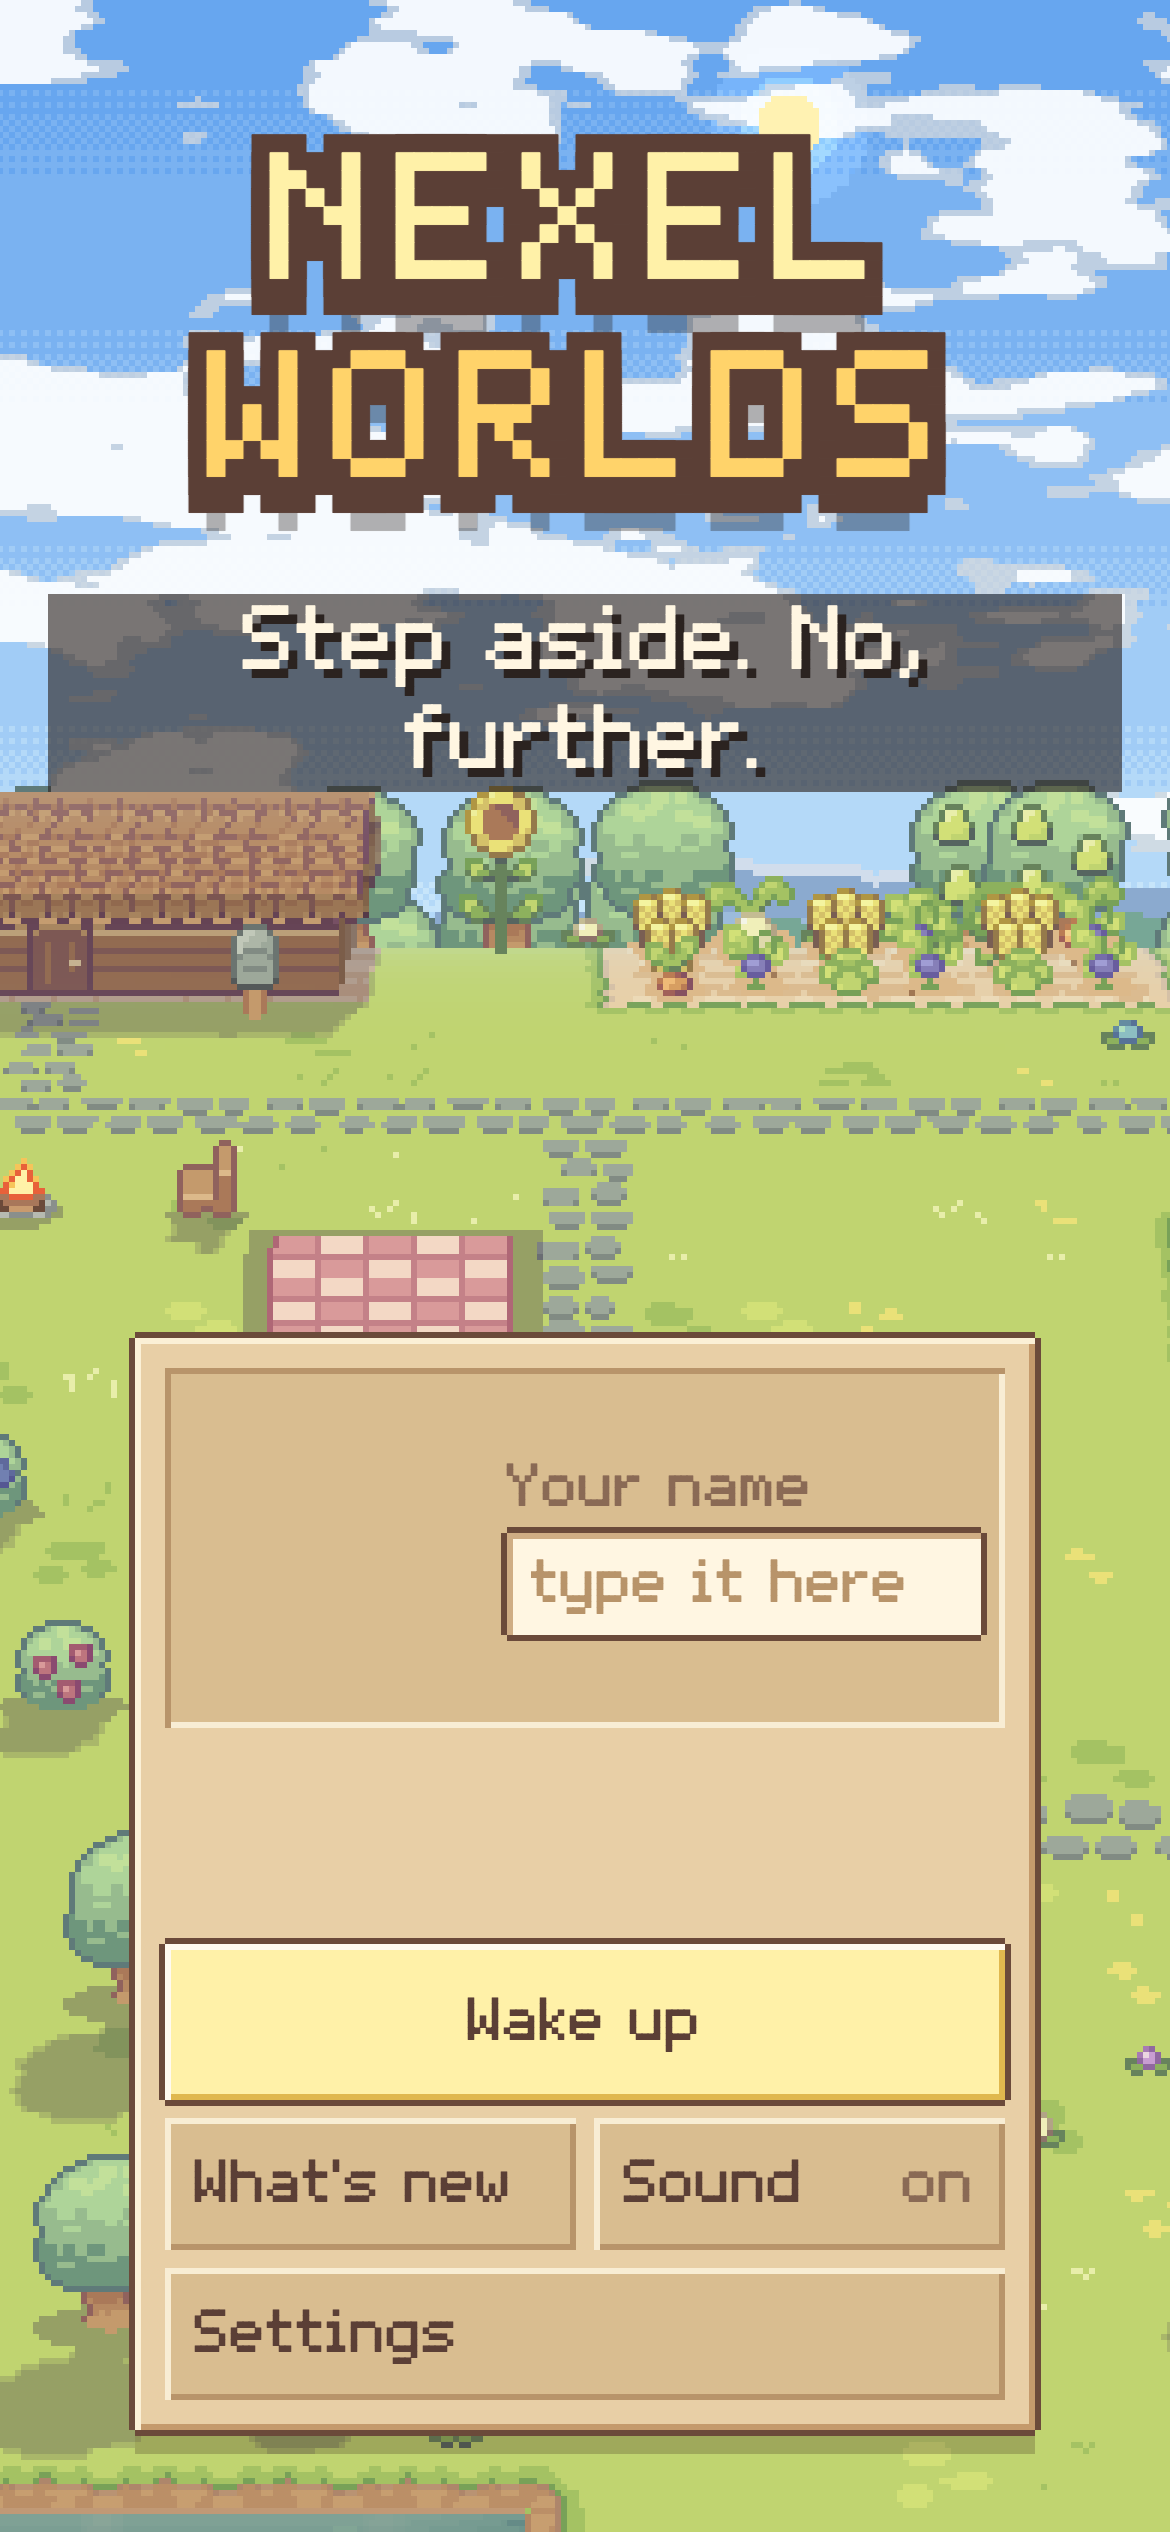 NEXEL
WORLDS
Step aside. No,
further.
Your name
type it here
Wake up
What's new
Sound on
Settings